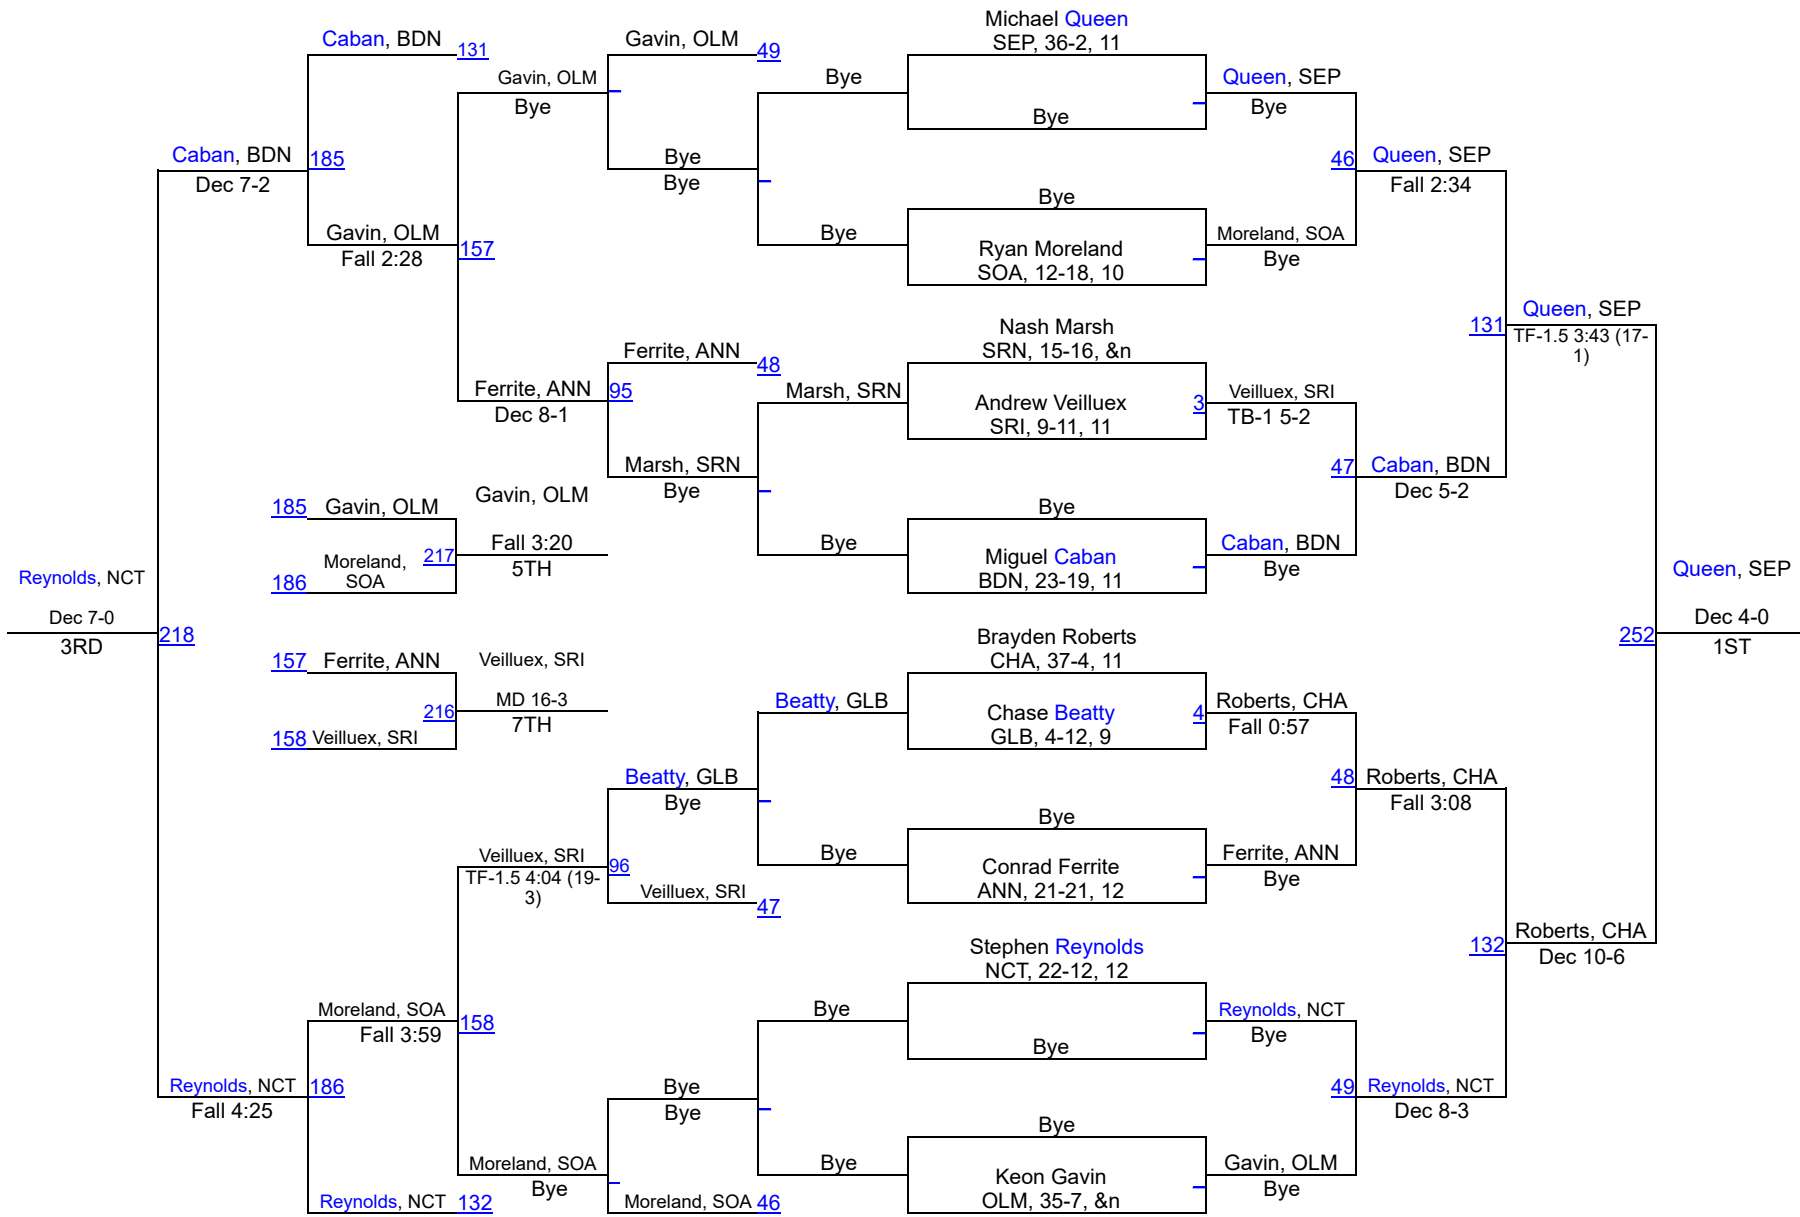 Michael Queen
SEP, 36-2, 11
Bye
Bye
Ryan Moreland
SOA, 12-18, 10
Nash Marsh
SRN, 15-16, &n
Andrew Veilluex
SRI, 9-11, 11
3
Bye
Miguel Caban
BDN, 23-19, 11
Brayden Roberts
CHA, 37-4, 11
Chase Beatty
GLB, 4-12, 9
4
Bye
Conrad Ferrite
ANN, 21-21, 12
Stephen Reynolds
NCT, 22-12, 12
Bye
Bye
Keon Gavin
OLM, 35-7, &n
Queen, SEP
Bye
46
Moreland, SOA
Bye
Veilluex, SRI
TB-1 5-2
47
Caban, BDN
Bye
Roberts, CHA
Fall 0:57
48
Ferrite, ANN
Bye
Reynolds, NCT
Bye
49
Gavin, OLM
Bye
Queen, SEP
Fall 2:34
131
Caban, BDN
Dec 5-2
Roberts, CHA
Fall 3:08
132
Reynolds, NCT
Dec 8-3
Queen, SEP
TF-1.5 3:43 (17-
1)
252
Roberts, CHA
Dec 10-6
Queen, SEP
Dec 4-0
1ST
Bye
Bye
Marsh, SRN
Bye
Beatty, GLB
Bye
Bye
Bye
Gavin, OLM
49
Bye
Bye
Ferrite, ANN
48
95
Marsh, SRN
Bye
Beatty, GLB
Bye
96
Veilluex, SRI
47
Bye
Bye
Moreland, SOA
46
Gavin, OLM
Bye
157
Ferrite, ANN
Dec 8-1
Veilluex, SRI
TF-1.5 4:04 (19-
3)
158
Moreland, SOA
Bye
Caban, BDN
131
185
Gavin, OLM
Fall 2:28
Moreland, SOA
Fall 3:59
186
Reynolds, NCT
132
Caban, BDN
Dec 7-2
218
Reynolds, NCT
Fall 4:25
Reynolds, NCT
Dec 7-0
3RD
185
Gavin, OLM
Gavin, OLM
217
Fall 3:20
5TH
186
Moreland,
SOA
157
Ferrite, ANN
Veilluex, SRI
216
MD 16-3
7TH
158
Veilluex, SRI